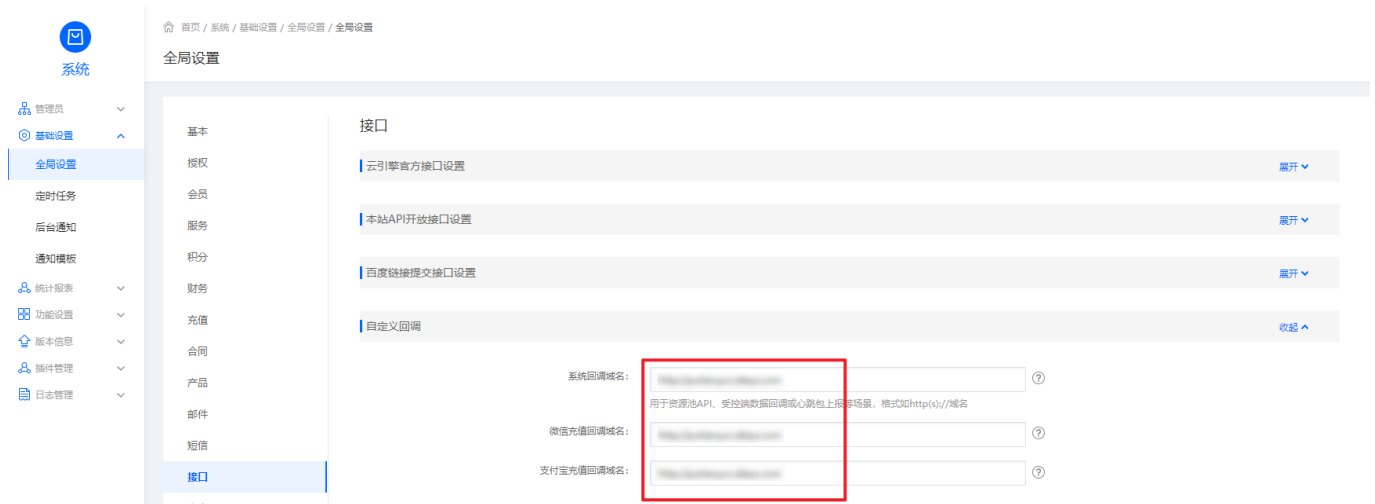 系统
管理员
基础设置
全局设置
定时任务
后台通知
通知模板
统计报表
功能设置
版本信息
插件管理
日志管理
首页 / 系统 / 基础设置 / 全局设置 / 全局设置
全局设置
基本
授权
会员
服务
积分
财务
充值
合同
产品
邮件
短信
接口
接口
云引擎官方接口设置 展开
本站API开放接口设置 展开
百度链接提交接口设置 展开
自定义回调 收起
系统回调域名：
用于资源池API、受控端数据回调或心跳包上报等场景，格式如http(s)://域名
微信充值回调域名：
支付宝充值回调域名：